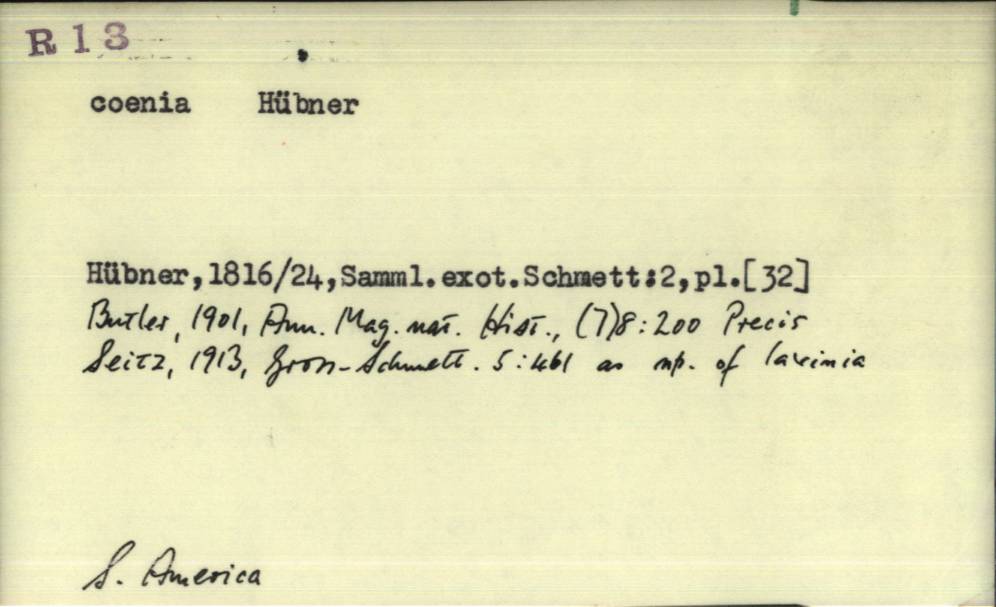 R 13
coenia Hübner
Hübner,1816/24,Samml.exot.Schmett:2,pl.[32]
Butler, 1901, Ann. Mag. nat. Hist., (7)8:200 Precis
Seitz, 1913, Gross-Schmett. 5:461 as ssp. of lavinia
S. America